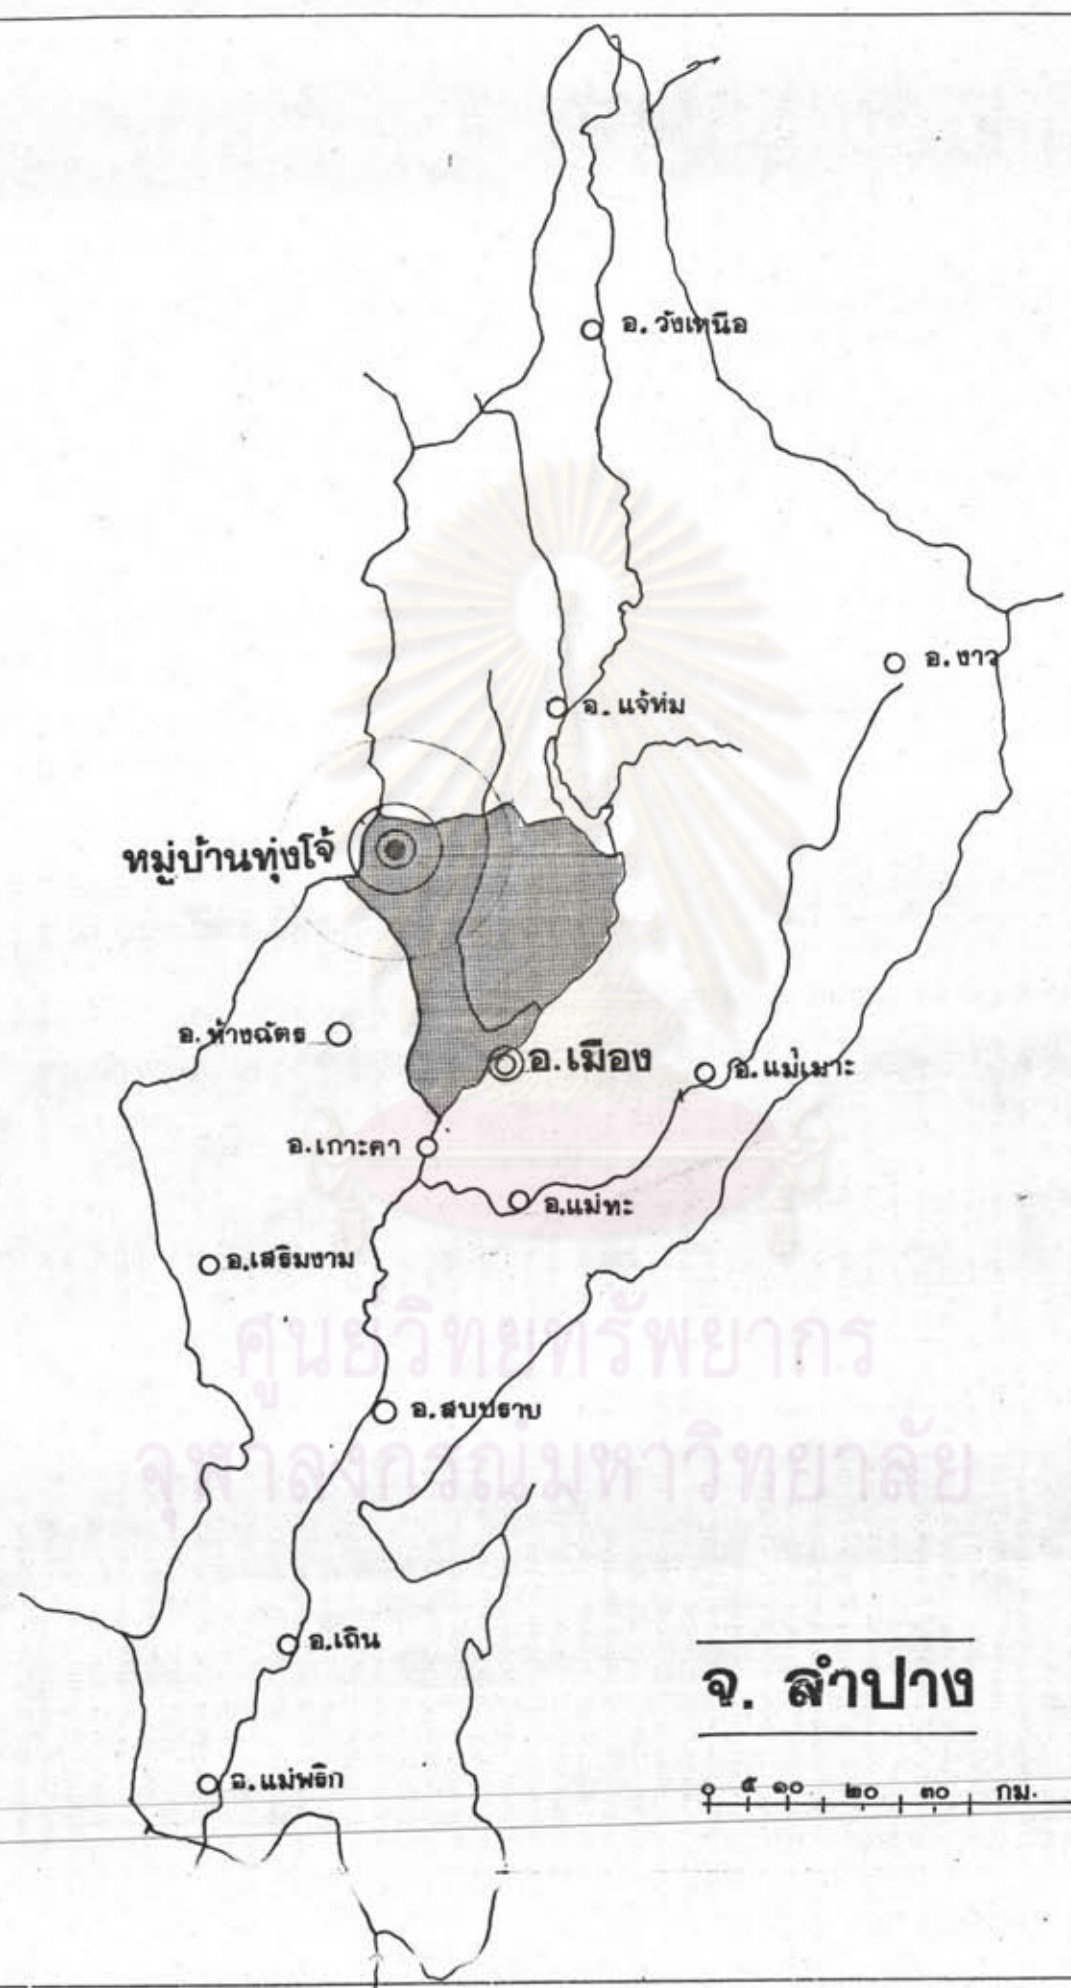 อ. วังเหนือ
อ. งาว
อ. แจ้ห่ม
หมู่บ้านทุ่งโจ้
อ. ห้างฉัตร
อ. เมือง
อ. แม่เมาะ
อ. เกาะคา
อ. แม่ทะ
อ. เสริมงาม
ศูนย์วิทยทรัพยากร
อ. สบปราบ
จุฬาลงกรณ์มหาวิทยาลัย
อ. เถิน
จ. ลำปาง
อ. แม่พริก
๐ ๕ ๑๐ ๒๐ ๓๐ กม.